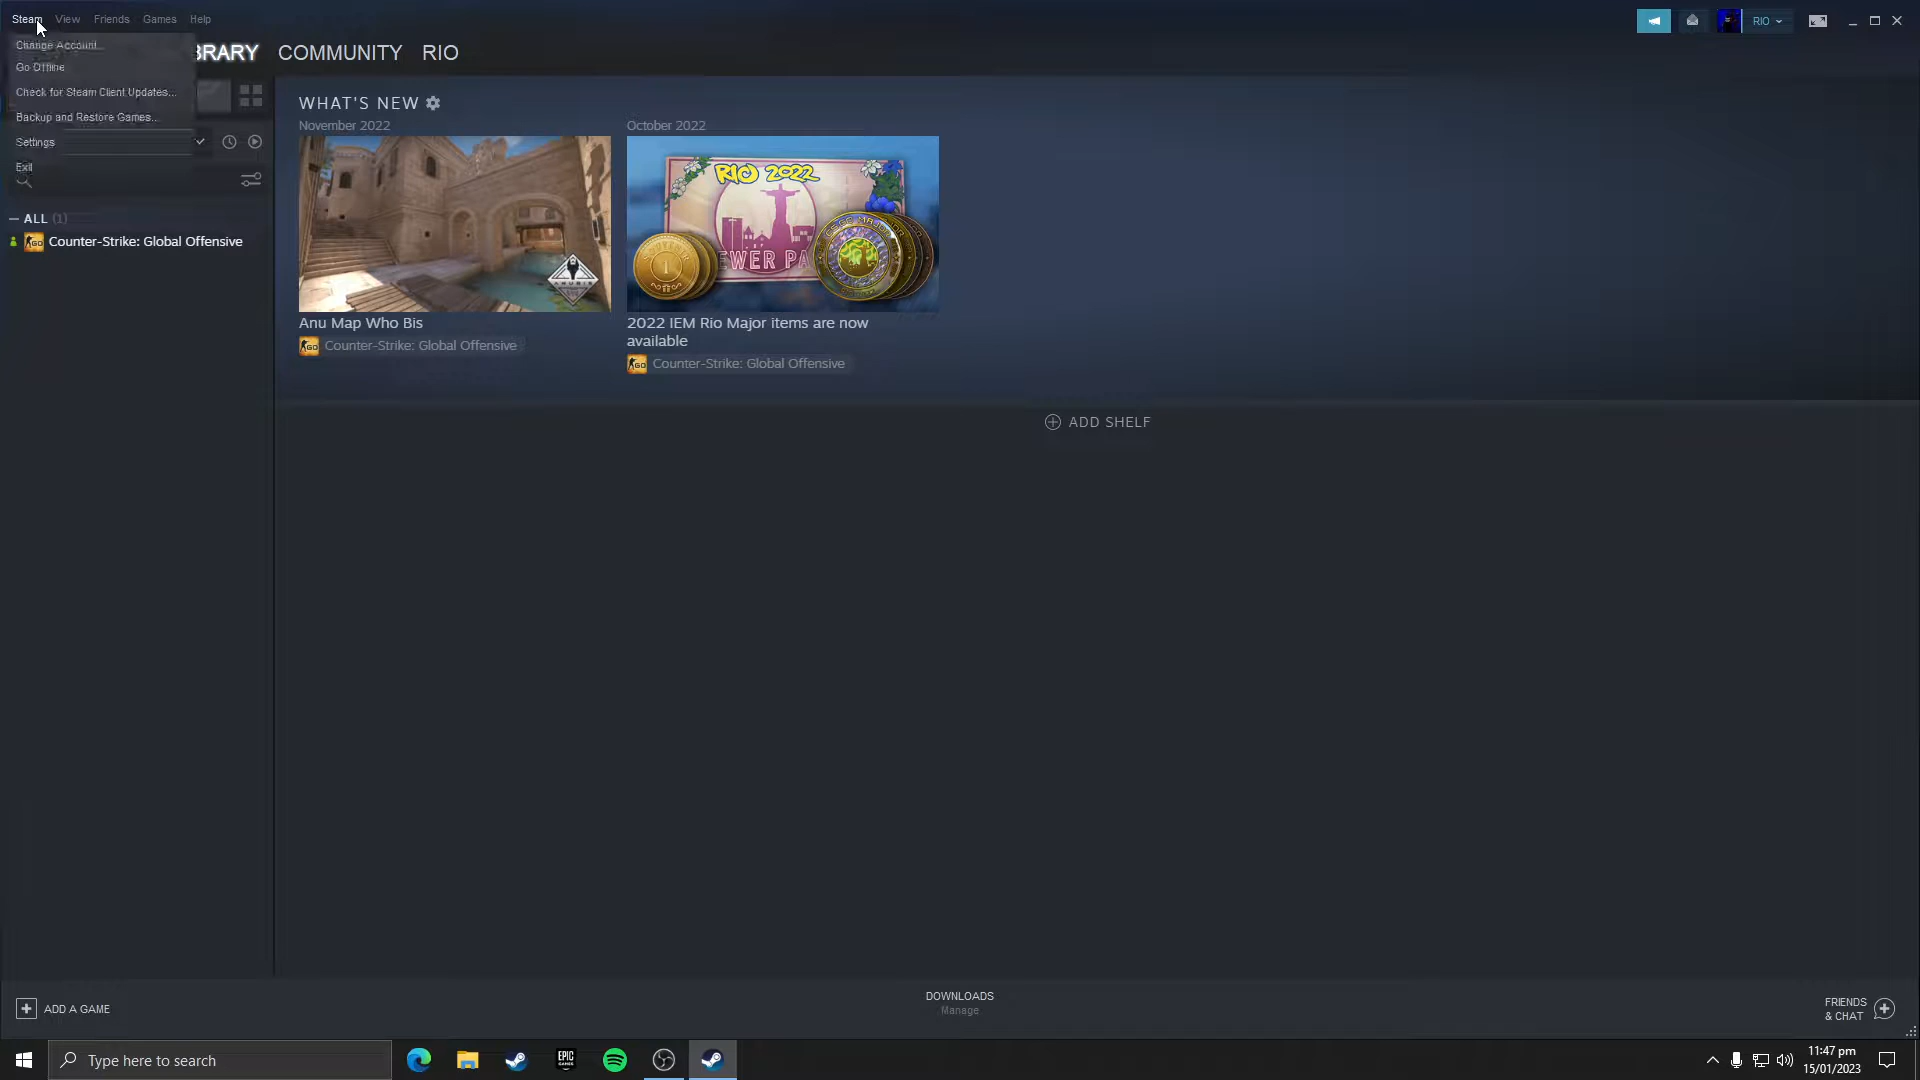 Steam View Friends Games Help
RIO
Change Account...
Go Offline
Check for Steam Client Updates...
Backup and Restore Games...
Settings
Exit
BRARY COMMUNITY RIO
WHAT'S NEW
November 2022
October 2022
RIO 2022
ANUBIS
Anu Map Who Bis
Counter-Strike: Global Offensive
2022 IEM Rio Major items are now
available
Counter-Strike: Global Offensive
ALL (1)
Counter-Strike: Global Offensive
ADD SHELF
ADD A GAME
DOWNLOADS
Manage
FRIENDS
& CHAT
Type here to search
EPIC
GAMES
11:47 pm
15/01/2023